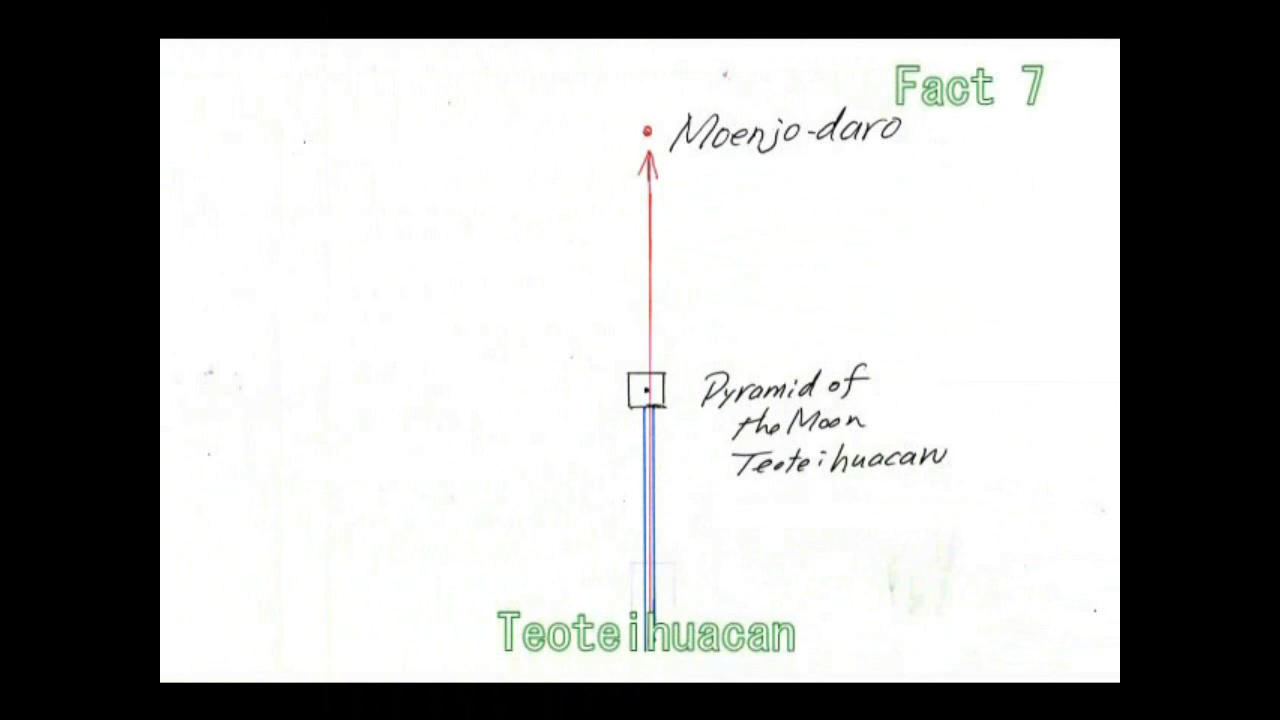 Fact 7
Moenjo-daro
Pyramid of
the Moon
Teoteihuacan
Teoteihuacan